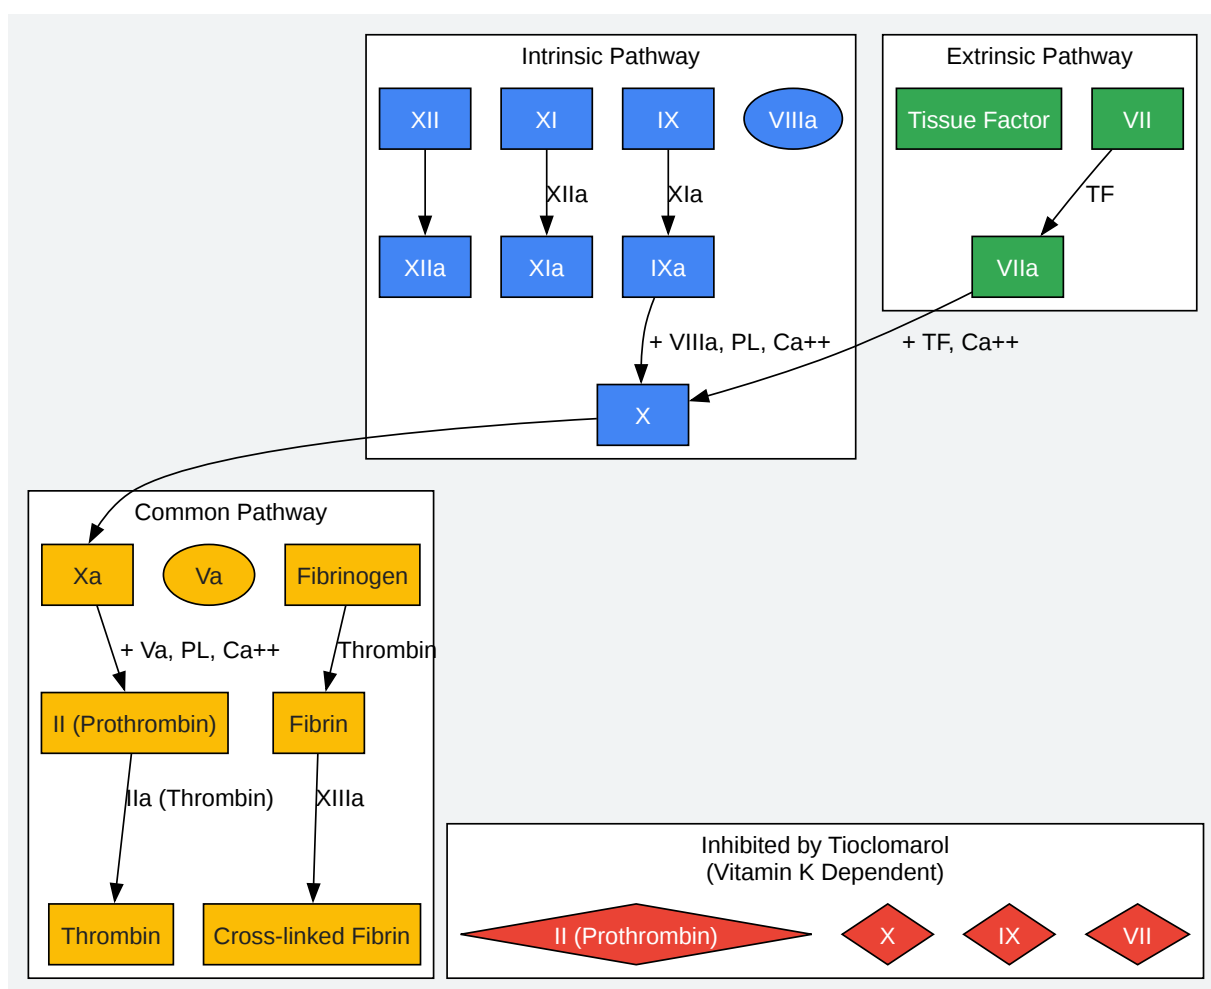 Intrinsic Pathway
Extrinsic Pathway
XII
XI
IX
VIIIa
Tissue Factor
VII
XIIa
XIa
TF
XIIa
XIa
IXa
VIIa
+ VIIIa, PL, Ca++
+ TF, Ca++
X
Common Pathway
Xa
Va
Fibrinogen
+ Va, PL, Ca++
Thrombin
II (Prothrombin)
Fibrin
IIa (Thrombin)
XIIIa
Thrombin
Cross-linked Fibrin
Inhibited by Tioclomarol
(Vitamin K Dependent)
II (Prothrombin)
X
IX
VII